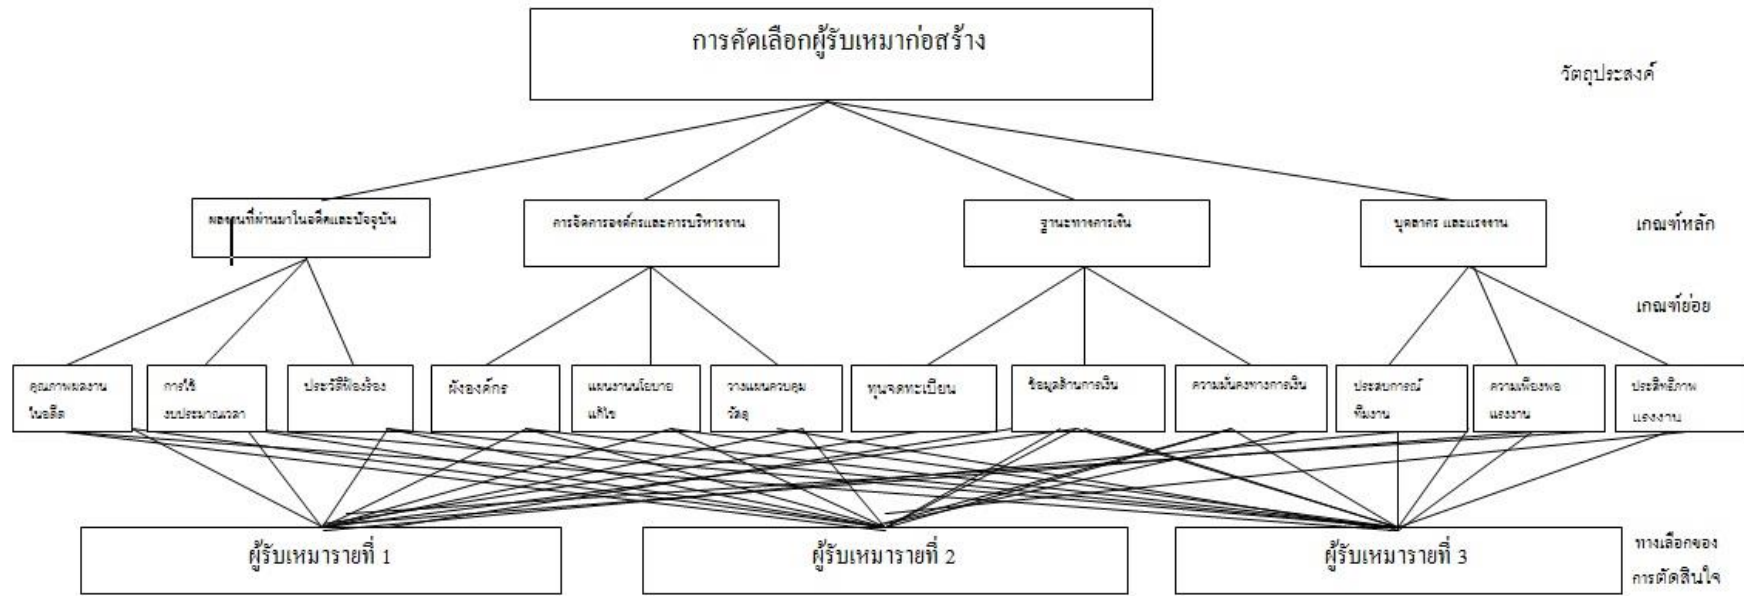 การคัดเลือกผู้รับเหมาก่อสร้าง
วัตถุประสงค์
ผลงานที่ผ่านมาในอดีตและปัจจุบัน
การจัดการองค์กรและการบริหารงาน
ฐานะทางการเงิน
บุคลากร และแรงงาน
เกณฑ์หลัก
เกณฑ์ย่อย
คุณภาพผลงาน
ในอดีต
การใช้
งบประมาณเวลา
ประวัติฟ้องร้อง
ผังองค์กร
แผนงานนโยบาย
แก้ไข
วางแผนควบคุม
วัสดุ
ทุนจดทะเบียน
ข้อมูลด้านการเงิน
ความมั่นคงทางการเงิน
ประสบการณ์
ทีมงาน
ความเพียงพอ
แรงงาน
ประสิทธิภาพ
แรงงาน
ผู้รับเหมารายที่ 1
ผู้รับเหมารายที่ 2
ผู้รับเหมารายที่ 3
ทางเลือกของ
การตัดสินใจ